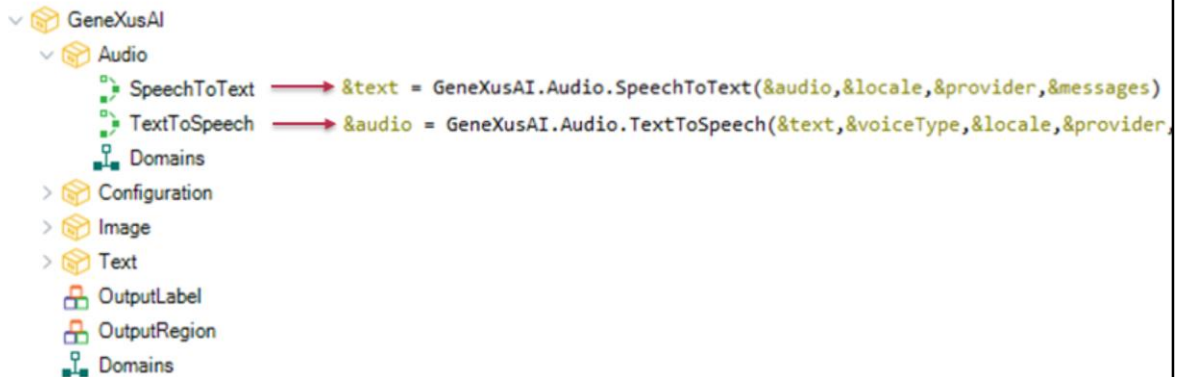 GeneXusAI
Audio
SpeechToText &text = GeneXusAI.Audio.SpeechToText(&audio,&locale,&provider,&messages)
TextToSpeech &audio = GeneXusAI.Audio.TextToSpeech(&text,&voiceType,&locale,&provider,
Domains
Configuration
Image
Text
OutputLabel
OutputRegion
Domains